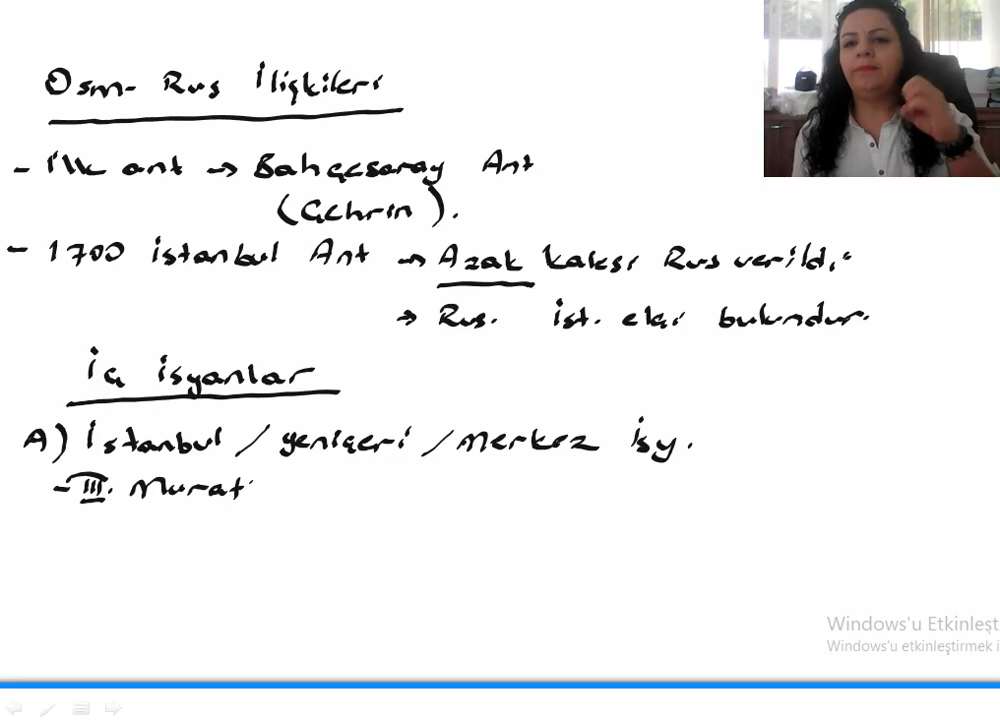 Osm- Rus İlişkileri
- İlk ant → Bahçesaray Ant
(Çehrin).
- 1700 İstanbul Ant → Azak kalesi Rus verildi.
→ Rus. İst. elçi bulundur.
İç isyanlar
A) İstanbul / yeniçeri / merkez isy.
- III. Murat
Windows'u Etkinleşt
Windows'u etkinleştirmek i